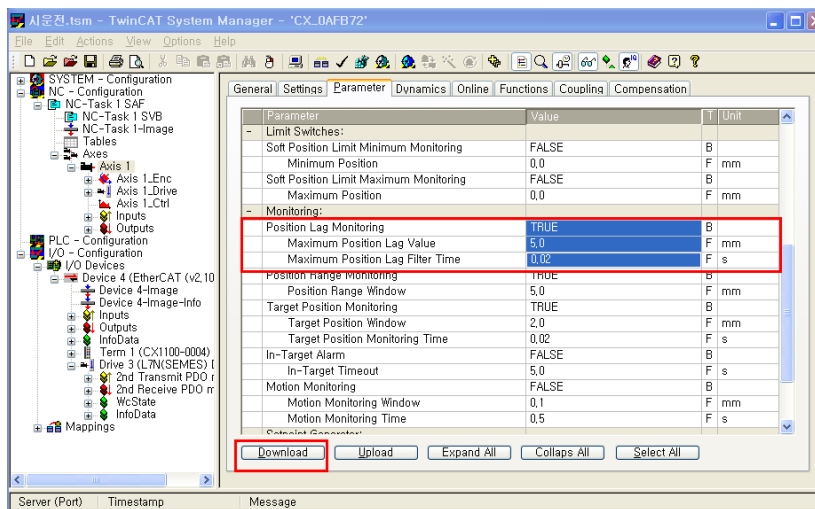 시운전.tsm - TwinCAT System Manager - 'CX_0AFB72'
File Edit Actions View Options Help
SYSTEM - Configuration
NC - Configuration
NC-Task 1 SAF
NC-Task 1 SVB
NC-Task 1-Image
Tables
Axes
Axis 1
Axis 1_Enc
Axis 1_Drive
Axis 1_Ctrl
Inputs
Outputs
PLC - Configuration
I/O - Configuration
I/O Devices
Device 4 (EtherCAT (v2,10
Device 4-Image
Device 4-Image-Info
Inputs
Outputs
InfoData
Term 1 (CX1100-0004)
Drive 3 (L7N(SEMES) [
2nd Transmit PDO r
2nd Receive PDO m
WcState
InfoData
Mappings
General Settings Parameter Dynamics Online Functions Coupling Compensation
Parameter Value T Unit
- Limit Switches:
Soft Position Limit Minimum Monitoring FALSE B
Minimum Position 0,0 F mm
Soft Position Limit Maximum Monitoring FALSE B
Maximum Position 0,0 F mm
- Monitoring:
Position Lag Monitoring TRUE B
Maximum Position Lag Value 5,0 F mm
Maximum Position Lag Filter Time 0,02 F s
Position Range Monitoring TRUE B
Position Range Window 5,0 F mm
Target Position Monitoring TRUE B
Target Position Window 2,0 F mm
Target Position Monitoring Time 0,02 F s
In-Target Alarm FALSE B
In-Target Timeout 5,0 F s
Motion Monitoring FALSE B
Motion Monitoring Window 0,1 F mm
Motion Monitoring Time 0,5 F s
Setpoint Generator:
Download Upload Expand All Collaps All Select All
Server (Port) Timestamp Message